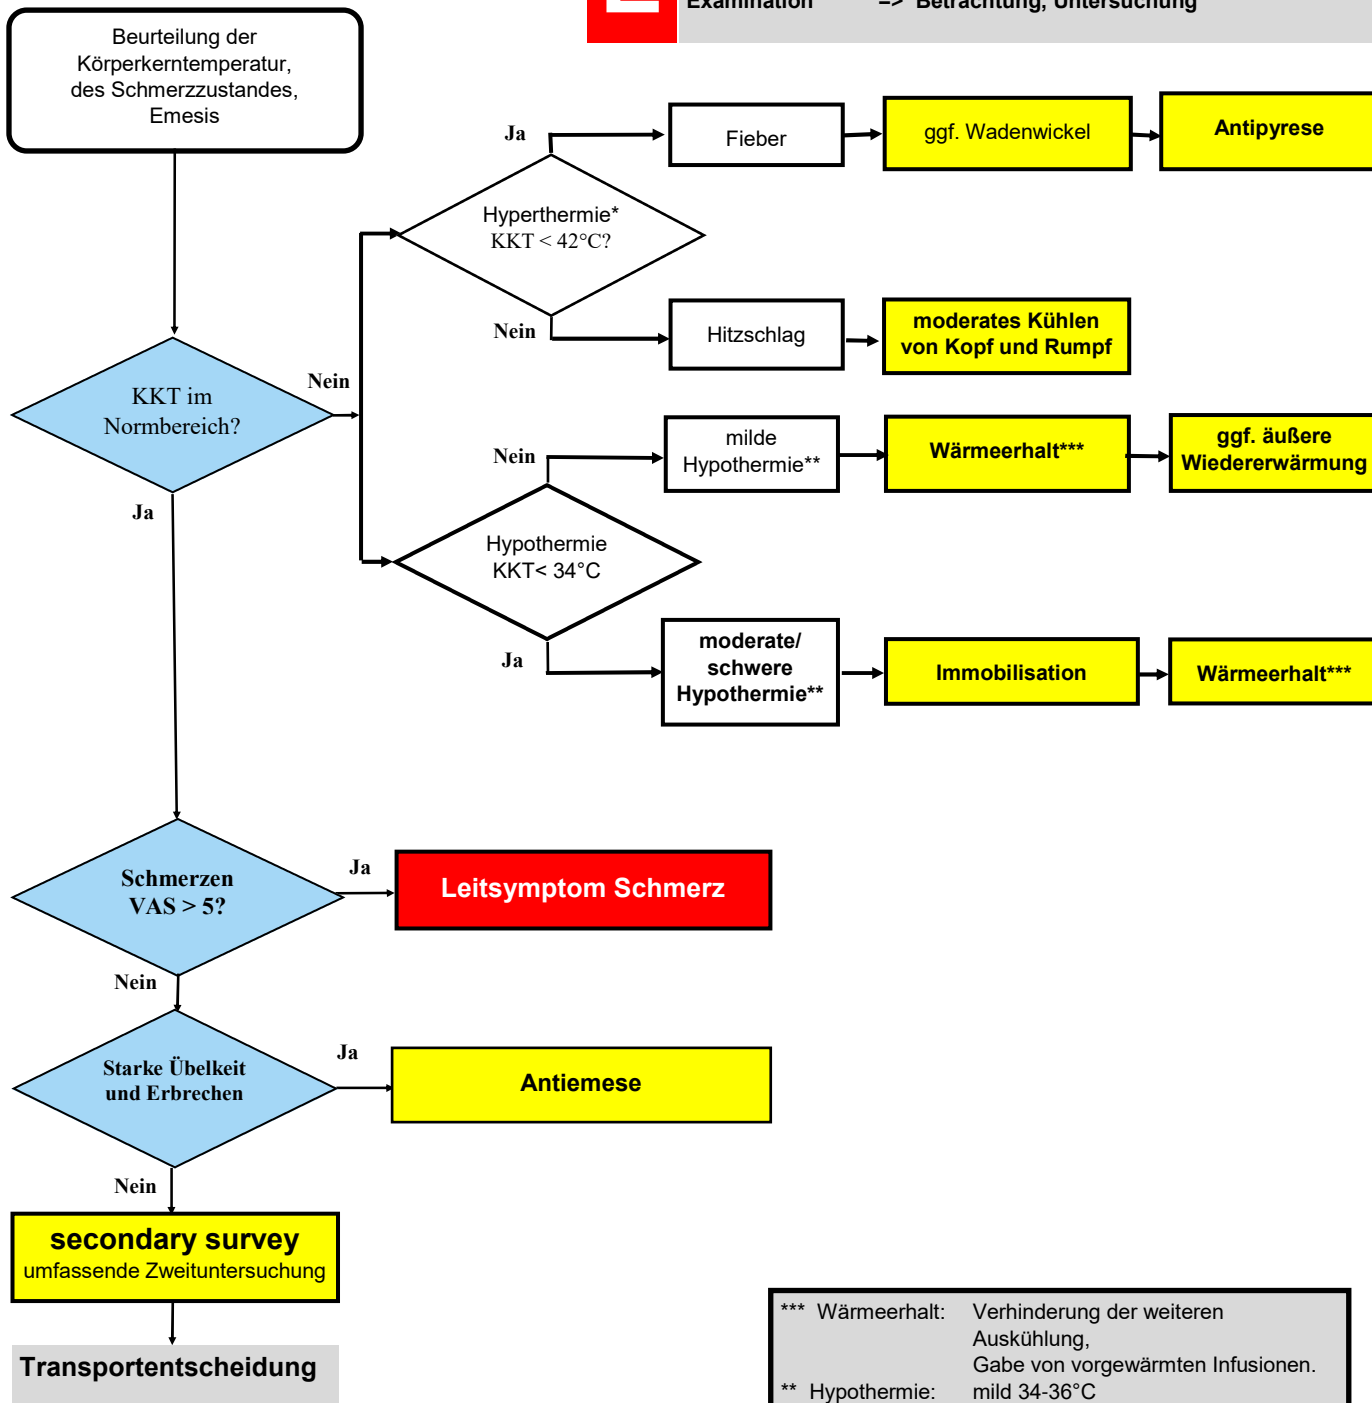 Examination => Betrachtung, Untersuchung
Beurteilung der
Körperkerntemperatur,
des Schmerzzustandes,
Emesis
Ja
Fieber
ggf. Wadenwickel
Antipyrese
Hyperthermie*
KKT < 42°C?
Nein
Hitzschlag
moderates Kühlen
von Kopf und Rumpf
KKT im
Normbereich?
Nein
Nein
milde
Hypothermie**
Wärmeerhalt***
ggf. äußere
Wiedererwärmung
Hypothermie
KKT< 34°C
Ja
moderate/
schwere
Hypothermie**
Immobilisation
Wärmeerhalt***
Ja
Schmerzen
VAS > 5?
Ja
Leitsymptom Schmerz
Nein
Starke Übelkeit
und Erbrechen
Ja
Antiemese
Nein
secondary survey
umfassende Zweituntersuchung
Transportentscheidung
*** Wärmeerhalt: Verhinderung der weiteren
Auskühlung,
Gabe von vorgewärmten Infusionen.
** Hypothermie: mild 34-36°C